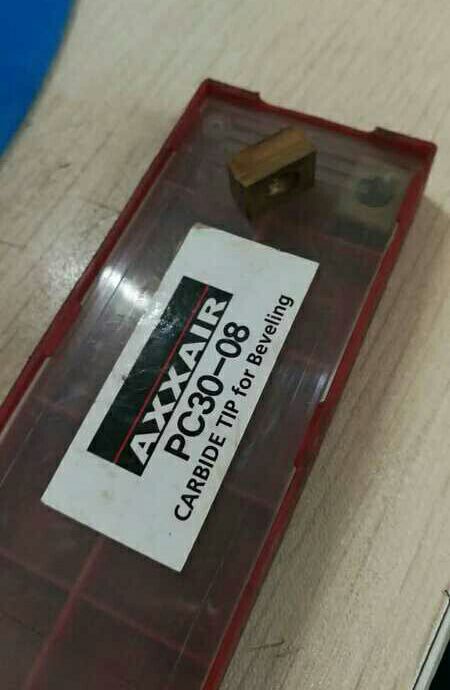 AXXAIR
PC30-08
CARBIDE TIP for Beveling